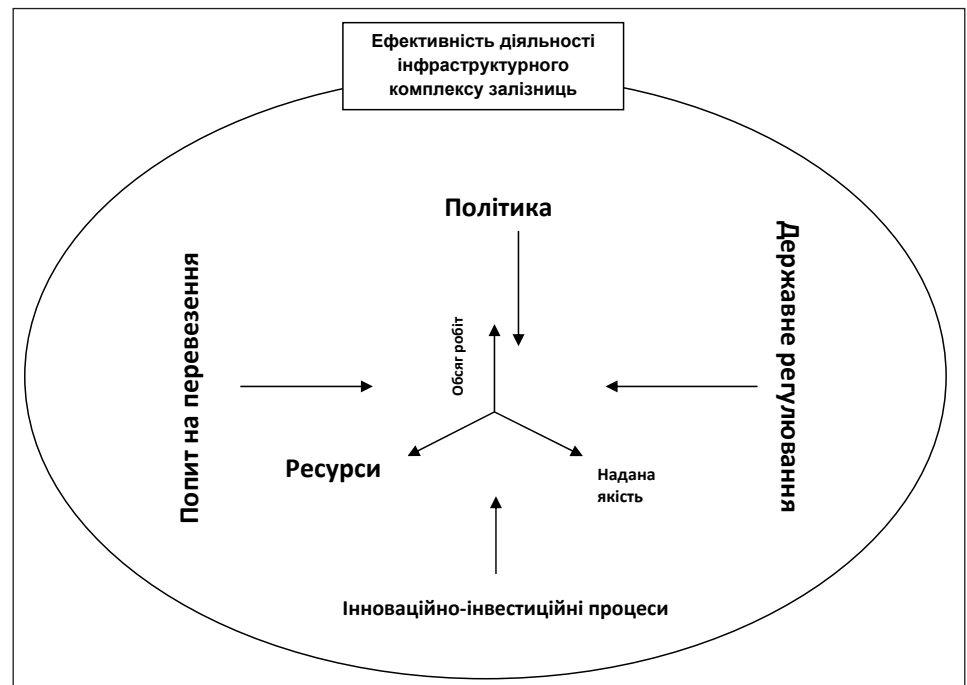 Ефективність діяльності
інфраструктурного
комплексу залізниць
Політика
Попит на перевезення
Обсяг робіт
Державне регулювання
Ресурси
Надана
якість
Інноваційно-інвестиційні процеси